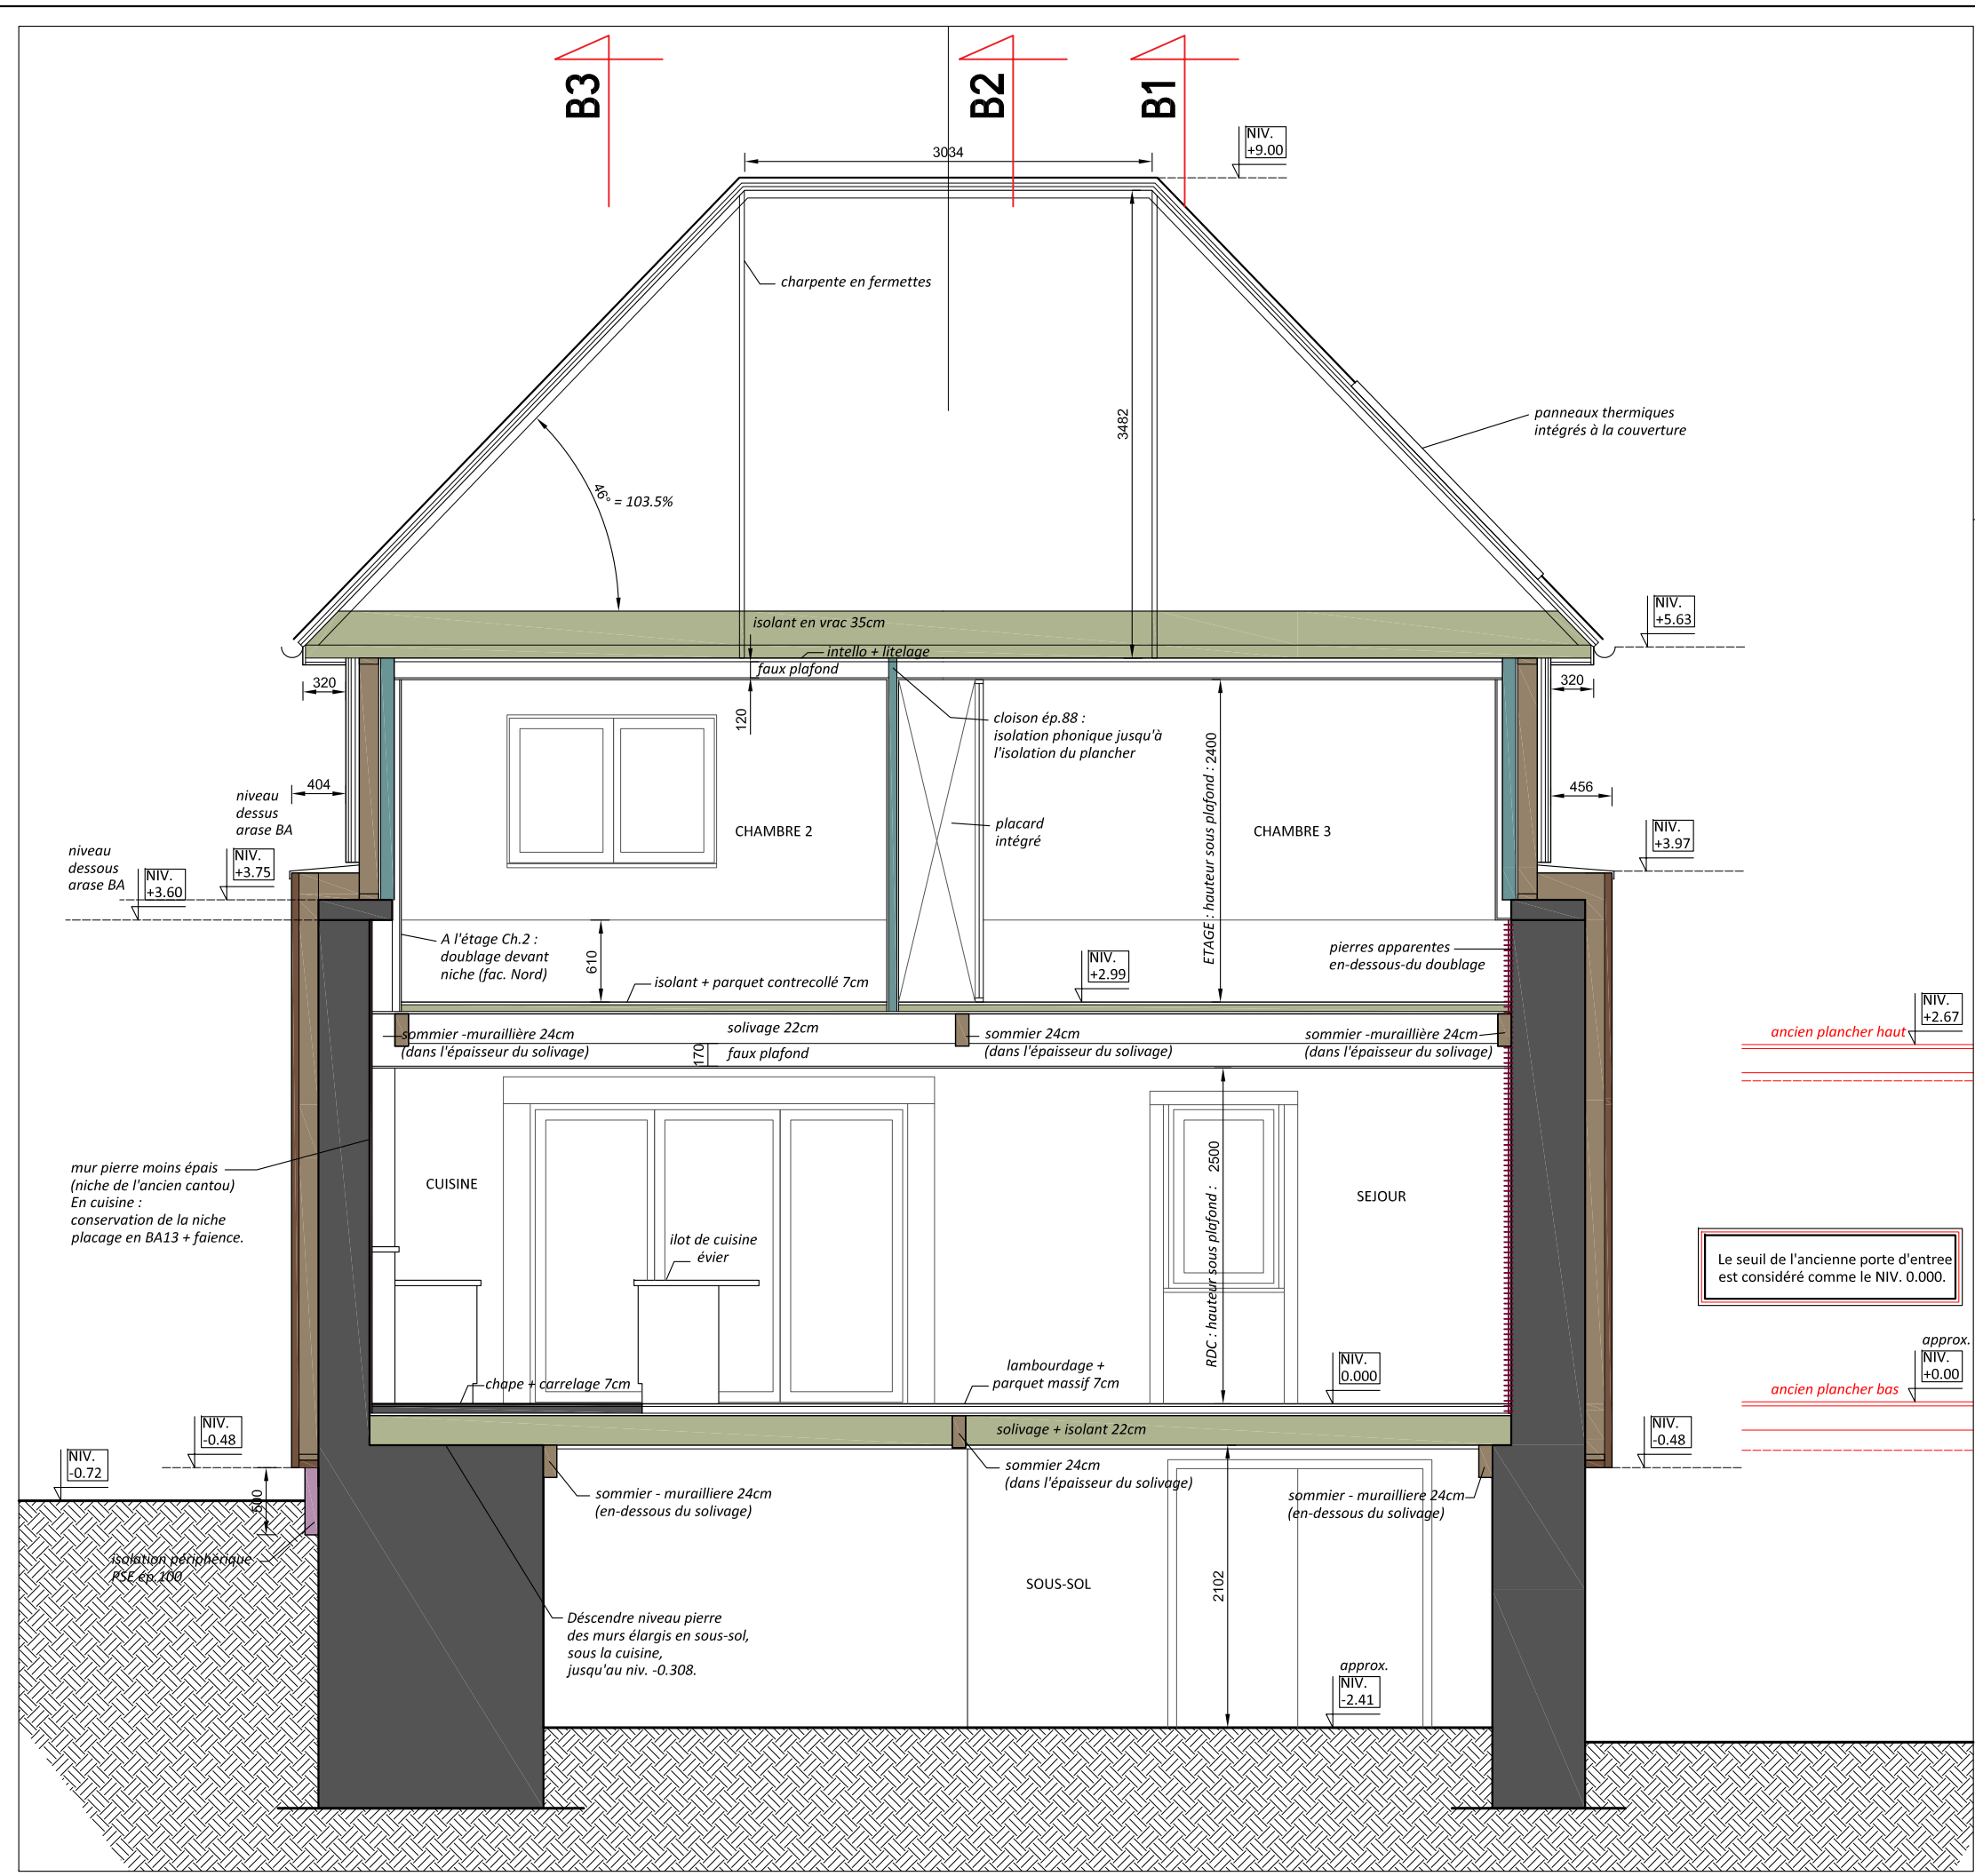 B3
B2
B1
NIV.
+9.00
3034
charpente en fermettes
3482
panneaux thermiques
intégrés à la couverture
46° = 103.5%
NIV.
+5.63
isolant en vrac 35cm
intello + litelage
faux plafond
320
320
120
cloison ép.88 :
isolation phonique jusqu'à
l'isolation du plancher
ETAGE : hauteur sous plafond : 2400
404
456
niveau
dessus
arase BA
CHAMBRE 2
placard
intégré
CHAMBRE 3
NIV.
+3.97
niveau
dessous
arase BA
NIV.
+3.75
NIV.
+3.60
A l'étage Ch.2 :
doublage devant
niche (fac. Nord)
610
pierres apparentes
en-dessous-du doublage
NIV.
+2.99
isolant + parquet contrecollé 7cm
NIV.
+2.67
ancien plancher haut
sommier -muraillière 24cm
(dans l'épaisseur du solivage)
solivage 22cm
faux plafond
170
sommier 24cm
(dans l'épaisseur du solivage)
sommier -muraillière 24cm
(dans l'épaisseur du solivage)
mur pierre moins épais
(niche de l'ancien cantou)
En cuisine :
conservation de la niche
placage en BA13 + faience.
CUISINE
RDC : hauteur sous plafond : 2500
SEJOUR
ilot de cuisine
évier
Le seuil de l'ancienne porte d'entree
est considéré comme le NIV. 0.000.
approx.
NIV.
+0.00
ancien plancher bas
chape + carrelage 7cm
lambourdage +
parquet massif 7cm
NIV.
0.000
NIV.
-0.48
NIV.
-0.48
NIV.
-0.72
solivage + isolant 22cm
500
sommier - muraillière 24cm
(en-dessous du solivage)
sommier 24cm
(dans l'épaisseur du solivage)
sommier - murailliere 24cm
(en-dessous du solivage)
isolation périphérique
PSE ép.100
SOUS-SOL
2102
Déscendre niveau pierre
des murs élargis en sous-sol,
sous la cuisine,
jusqu'au niv. -0.308.
approx.
NIV.
-2.41